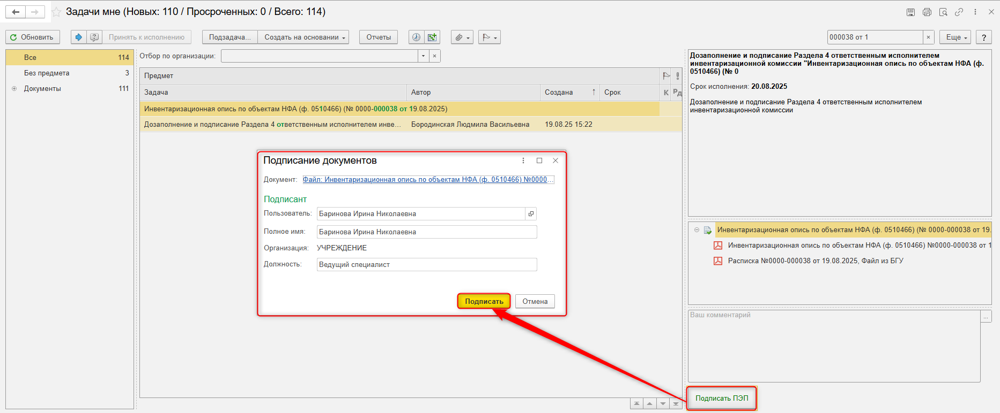 Задачи мне (Новых: 110 / Просроченных: 0 / Всего: 114)
Обновить
Принять к исполнению
Подзадача...
Создать на основании
Отчеты
000038 от 1
×
Еще
?
Все 114
Без предмета 3
Документы 111
Отбор по организации:
×
Предмет
!
Задача
Автор
Создана ↑
Срок
К
Рд
Инвентаризационная опись по объектам НФА (ф. 0510466) (№ 0000-000038 от 19.08.2025)
Дозаполнение и подписание Раздела 4 ответственным исполнителем инве...
Бородинская Людмила Васильевна
19.08.25 15:22
Подписание документов
Документ: Файл: Инвентаризационная опись по объектам НФА (ф. 0510466) №0000...
Подписант
Пользователь: Баринова Ирина Николаевна
Полное имя: Баринова Ирина Николаевна
Организация: УЧРЕЖДЕНИЕ
Должность: Ведущий специалист
Подписать
Отмена
Дозаполнение и подписание Раздела 4 ответственным исполнителем
инвентаризационной комиссии "Инвентаризационная опись по объектам НФА (ф.
0510466) (№ 0
Срок исполнения: 20.08.2025
Дозаполнение и подписание Раздела 4 ответственным исполнителем
инвентаризационной комиссии
Инвентаризационная опись по объектам НФА (ф. 0510466) (№ 0000-000038 от 19.
Инвентаризационная опись по объектам НФА (ф. 0510466) №0000-000038 от 1
Расписка №0000-000038 от 19.08.2025, Файл из БГУ
Ваш комментарий
...
Подписать ПЭП